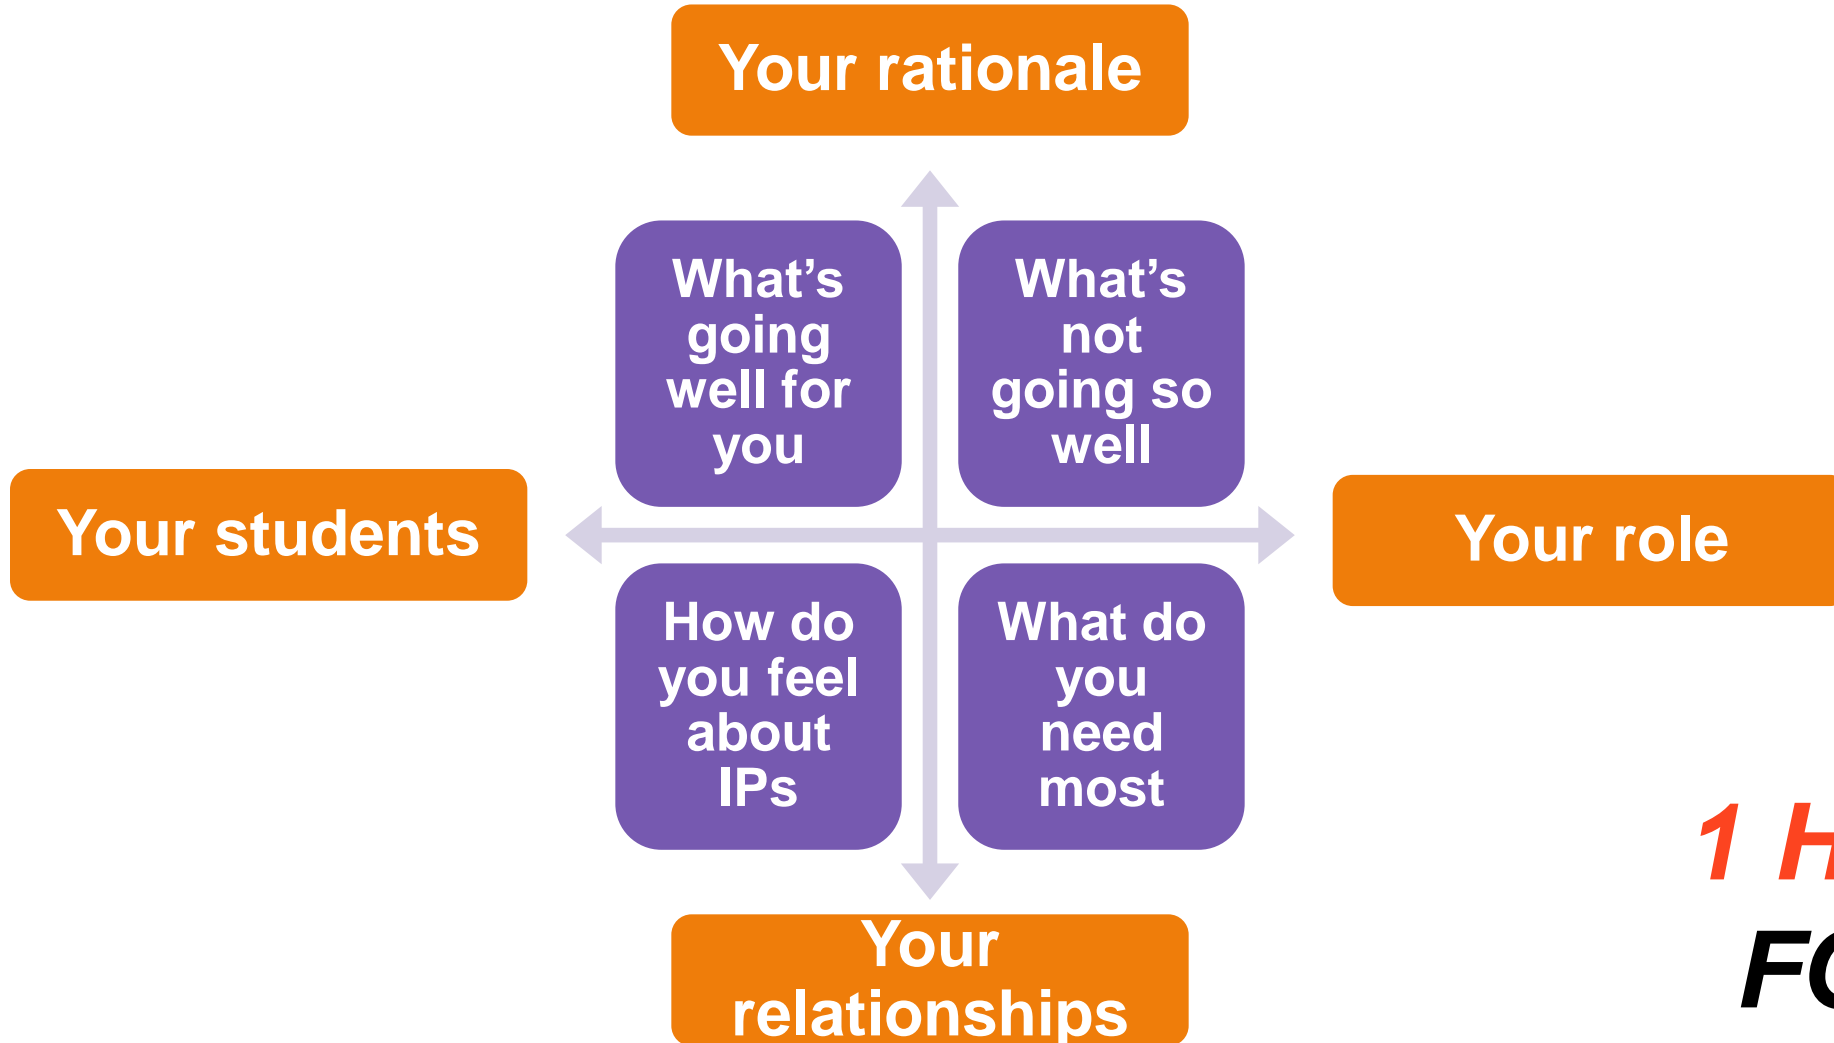 Your rationale
What’s
going
well for
you
What’s
not
going so
well
Your students
Your role
How do
you feel
about
IPs
What do
you
need
most
Your
relationships
1